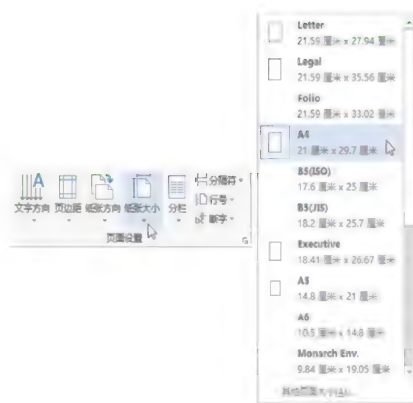 文字方向 页边距 纸张方向 纸张大小 分栏
分隔符
行号
断字
页面设置
Letter
21.59 厘米 x 27.94 厘米
Legal
21.59 厘米 x 35.56 厘米
Folio
21.59 厘米 x 33.02 厘米
A4
21 厘米 x 29.7 厘米
B5(ISO)
17.6 厘米 x 25 厘米
B5(JIS)
18.2 厘米 x 25.7 厘米
Executive
18.41 厘米 x 26.67 厘米
A5
14.8 厘米 x 21 厘米
A6
10.5 厘米 x 14.8 厘米
Monarch Env.
9.84 厘米 x 19.05 厘米
其他页面大小(A)...